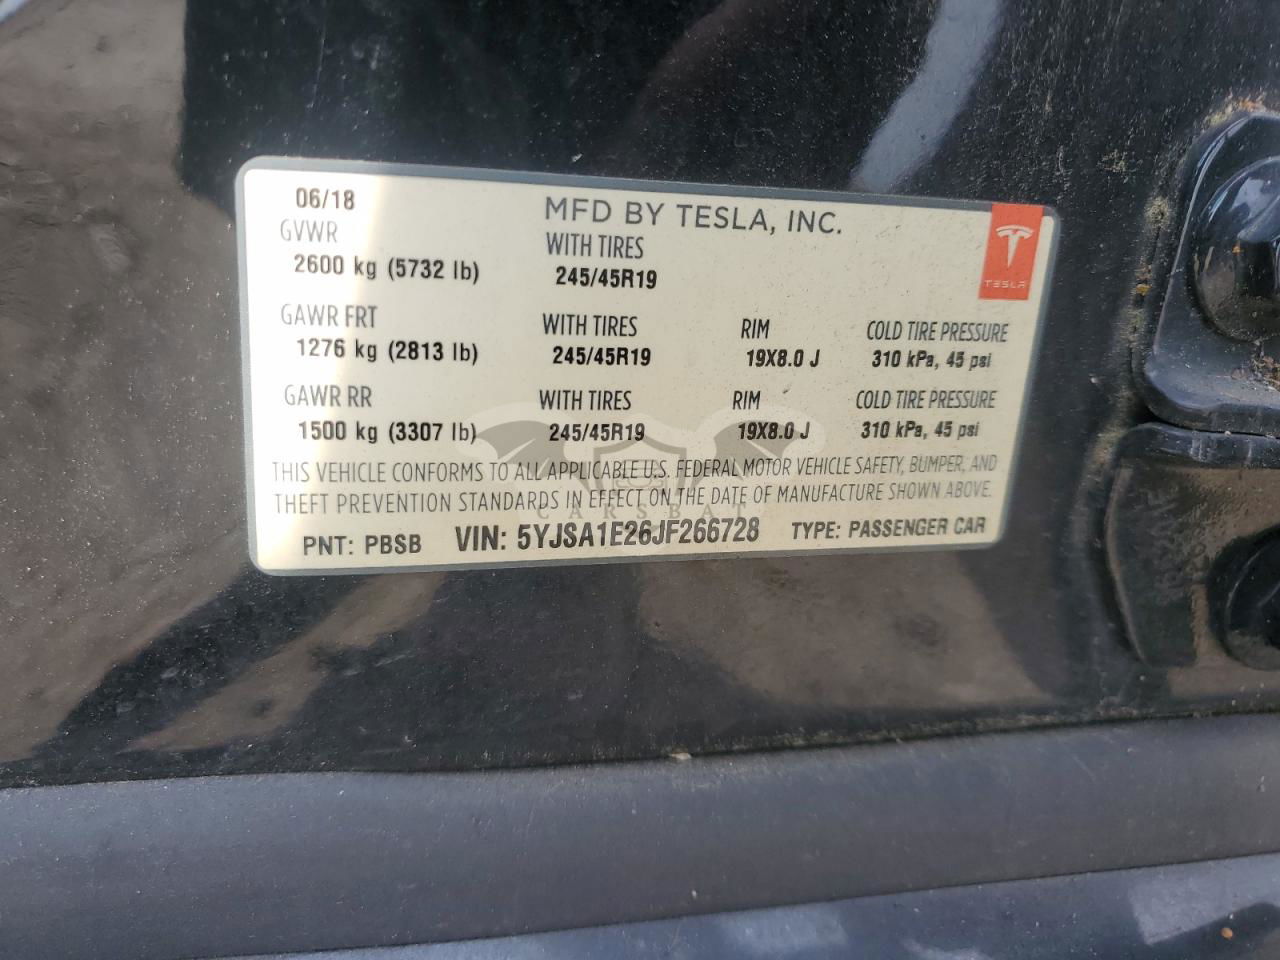 06/18 MFD BY TESLA, INC.
GVWR WITH TIRES
2600 kg (5732 lb) 245/45R19
TESLA
GAWR FRT WITH TIRES RIM COLD TIRE PRESSURE
1276 kg (2813 lb) 245/45R19 19X8.0 J 310 kPa, 45 psi
GAWR RR WITH TIRES RIM COLD TIRE PRESSURE
1500 kg (3307 lb) 245/45R19 19X8.0 J 310 kPa, 45 psi
THIS VEHICLE CONFORMS TO ALL APPLICABLE U.S. FEDERAL MOTOR VEHICLE SAFETY, BUMPER, AND
THEFT PREVENTION STANDARDS IN EFFECT ON THE DATE OF MANUFACTURE SHOWN ABOVE.
CARSBAT
PNT: PBSB VIN: 5YJSA1E26JF266728 TYPE: PASSENGER CAR